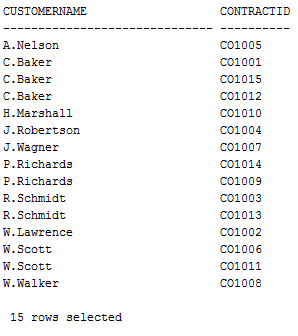 CUSTOMERNAME                   CONTRACTID
------------------------------ ----------
A.Nelson                       CO1005
C.Baker                        CO1001
C.Baker                        CO1015
C.Baker                        CO1012
H.Marshall                     CO1010
J.Robertson                    CO1004
J.Wagner                       CO1007
P.Richards                     CO1014
P.Richards                     CO1009
R.Schmidt                      CO1003
R.Schmidt                      CO1013
W.Lawrence                     CO1002
W.Scott                        CO1006
W.Scott                        CO1011
W.Walker                       CO1008
15 rows selected